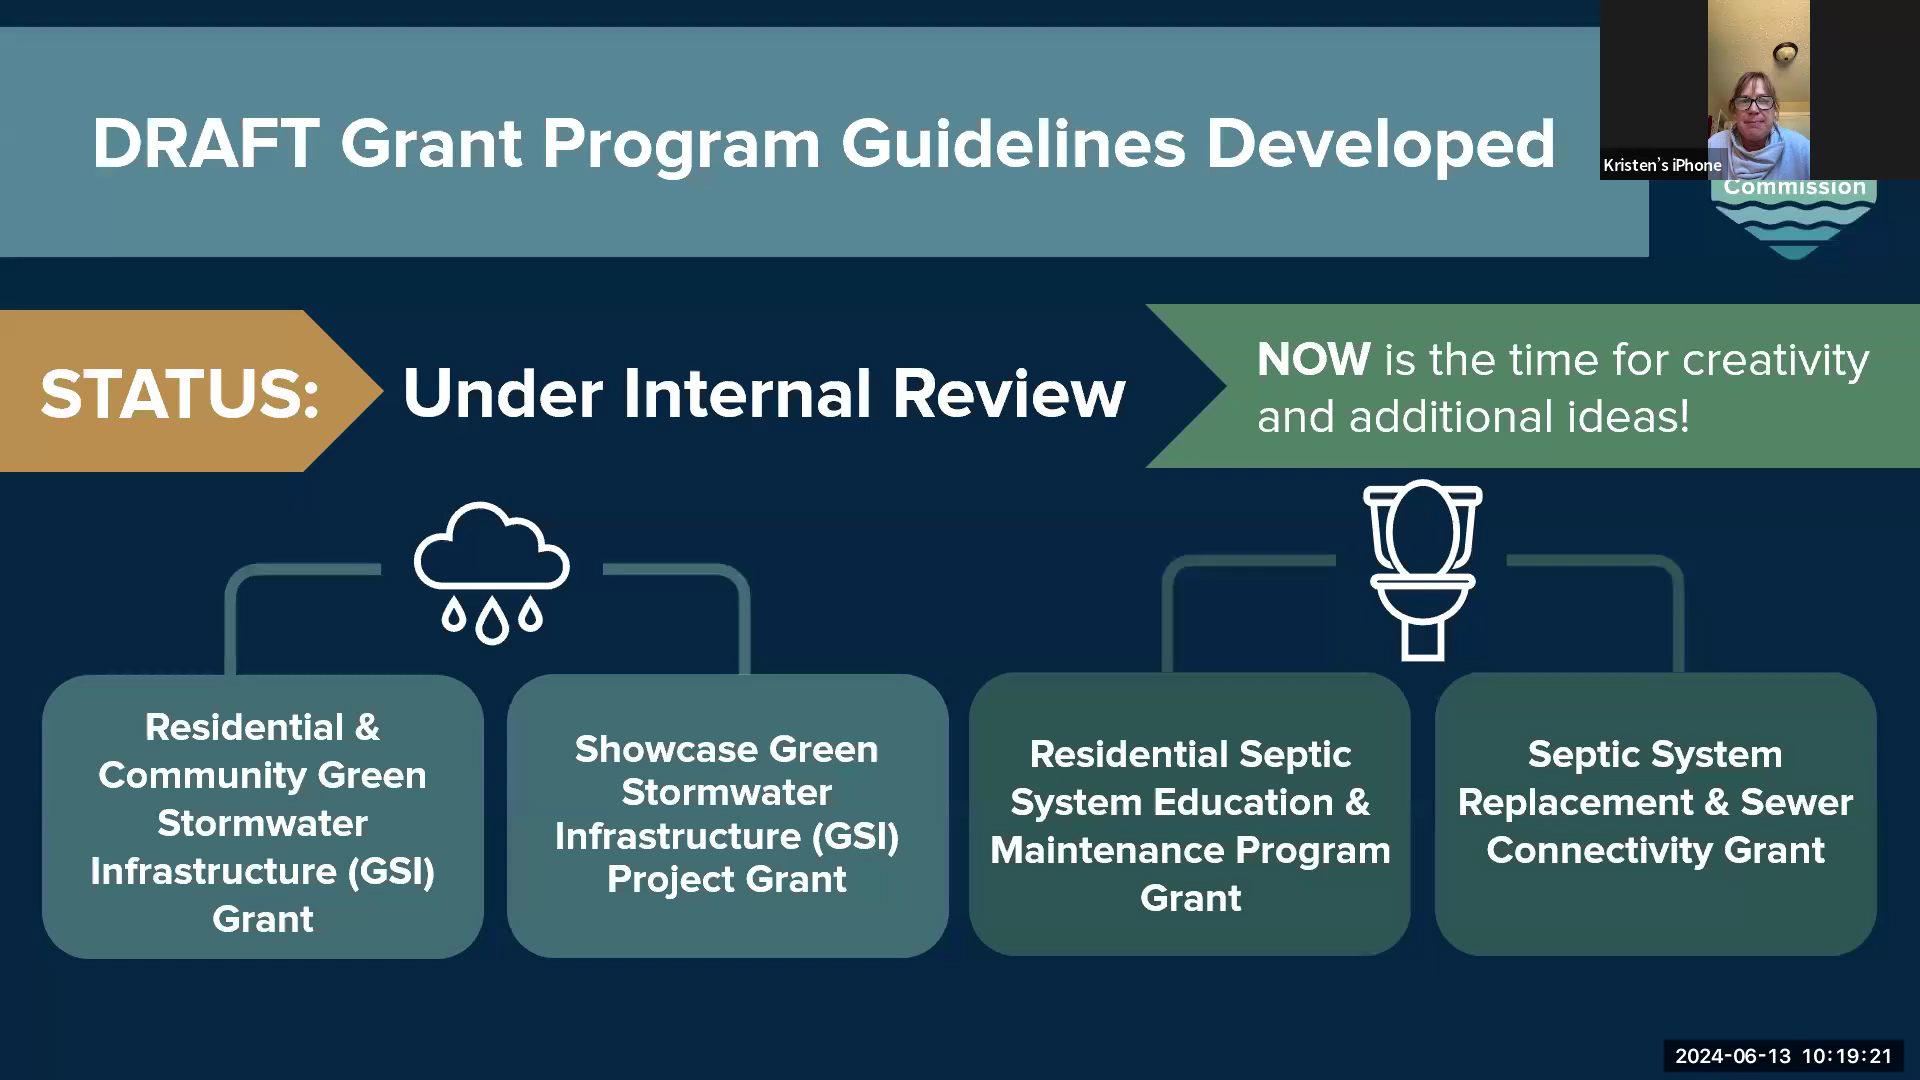 DRAFT Grant Program Guidelines Developed
Kristen's iPhone
Commission
STATUS:
Under Internal Review
NOW is the time for creativity
and additional ideas!
Residential &
Community Green
Stormwater
Infrastructure (GSI)
Grant
Showcase Green
Stormwater
Infrastructure (GSI)
Project Grant
Residential Septic
System Education &
Maintenance Program
Grant
Septic System
Replacement & Sewer
Connectivity Grant
2024-06-13 10:19:21